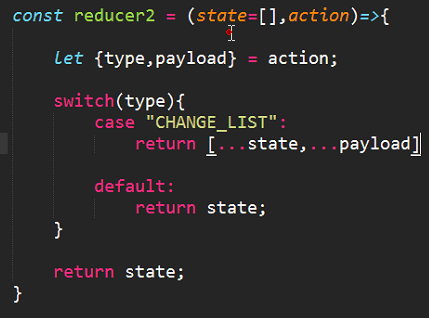 const reducer2 = (state=[],action)=>{
let {type,payload} = action;
switch(type){
case "CHANGE_LIST":
return [...state,...payload]
default:
return state;
}
return state;
}